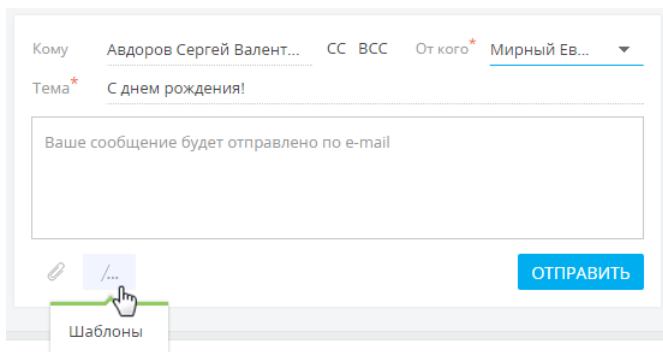 Кому Авдоров Сергей Валент... CC BCC От кого* Мирный Ев...
Тема* С днем рождения!
Ваше сообщение будет отправлено по e-mail
/... ОТПРАВИТЬ
Шаблоны